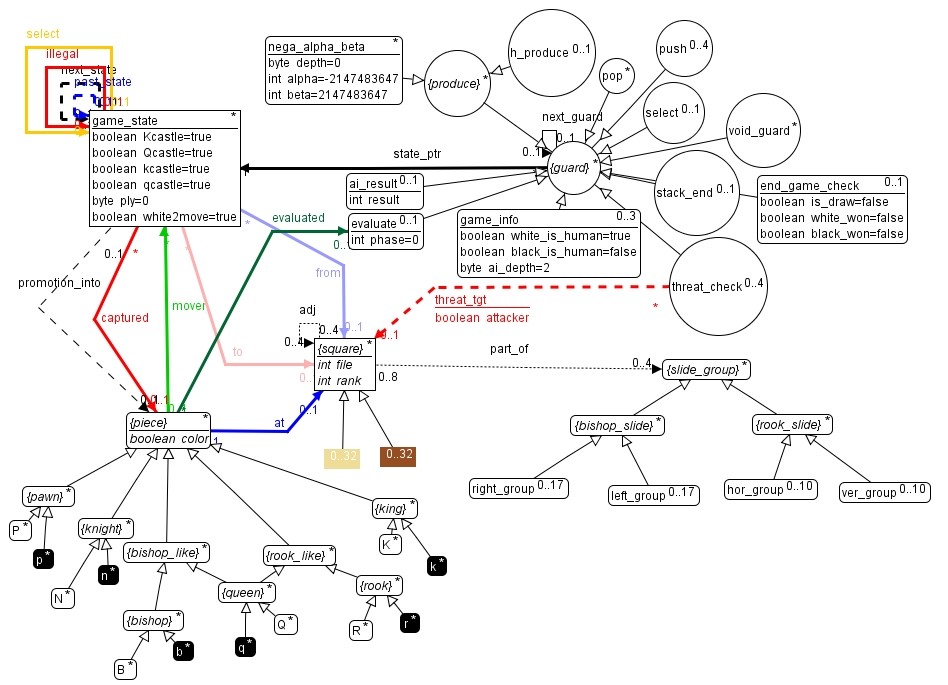 select
illegal
next_state
past_state
game_state *
boolean Kcastle=true
boolean Qcastle=true
boolean kcastle=true
boolean qcastle=true
byte ply=0
boolean white2move=true
nega_alpha_beta *
byte depth=0
int alpha=-2147483647
int beta=2147483647
{produce} *
h_produce 0..1
push 0..4
pop *
select 0..1
void_guard *
next_guard
0..1
0..1
{guard} *
state_ptr
ai_result 0..1
int result
evaluate 0..1
int phase=0
stack_end 0..1
end_game_check 0..1
boolean is_draw=false
boolean white_won=false
boolean black_won=false
game_info 0..3
boolean white_is_human=true
boolean black_is_human=false
byte ai_depth=2
threat_check 0..4
threat_tgt
boolean attacker
*
0..1
evaluated
*
from
0..1
promotion_into
0..1
*
captured
mover
to
adj
0..4
0..4
{square} *
int file
int rank
0..8
part_of
0..4
{slide_group} *
{bishop_slide} *
{rook_slide} *
right_group 0..17
left_group 0..17
hor_group 0..10
ver_group 0..10
0..32
0..32
at
0..1
{piece} *
boolean color
{pawn} *
P *
p *
{knight} *
N *
n *
{bishop_like} *
{rook_like} *
{king} *
K *
k *
{queen} *
Q *
q *
{rook} *
R *
r *
{bishop} *
B *
b *